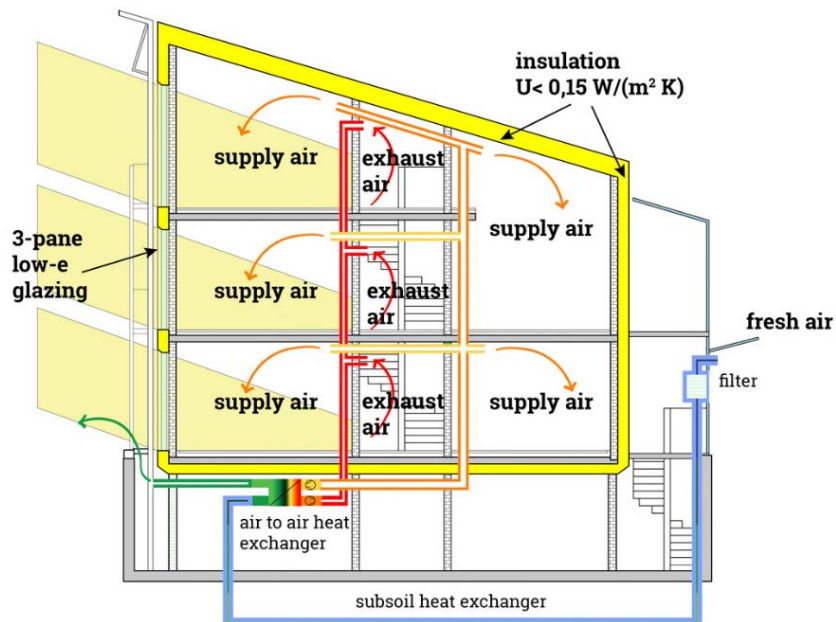 insulation
U< 0,15 W/(m² K)
supply air
exhaust
air
supply air
3-pane
low-e
glazing
supply air
exhaust
air
fresh air
filter
supply air
exhaust
air
supply air
air to air heat
exchanger
subsoil heat exchanger